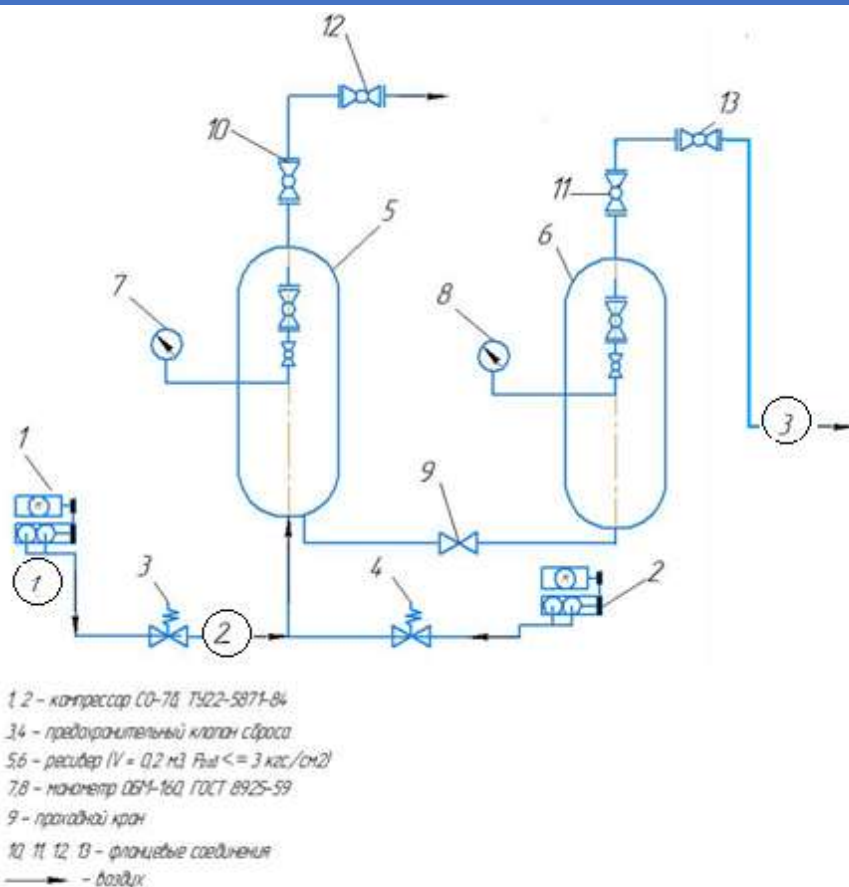 12
13
10
11
5
6
7
8
1
9
3
4
2
1
2
3
1, 2 - компрессор СО-7Б, ТУ22-5871-84
3,4 - предохранительный клапан сброса
5,6 - ресивер (V = 0,2 м3, <= 3 кгс/см2)
7,8 - манометр ОБМ-160, ГОСТ 8925-59
9 - проходной кран
10, 11, 12, 13 - фланцевые соединения
- воздух